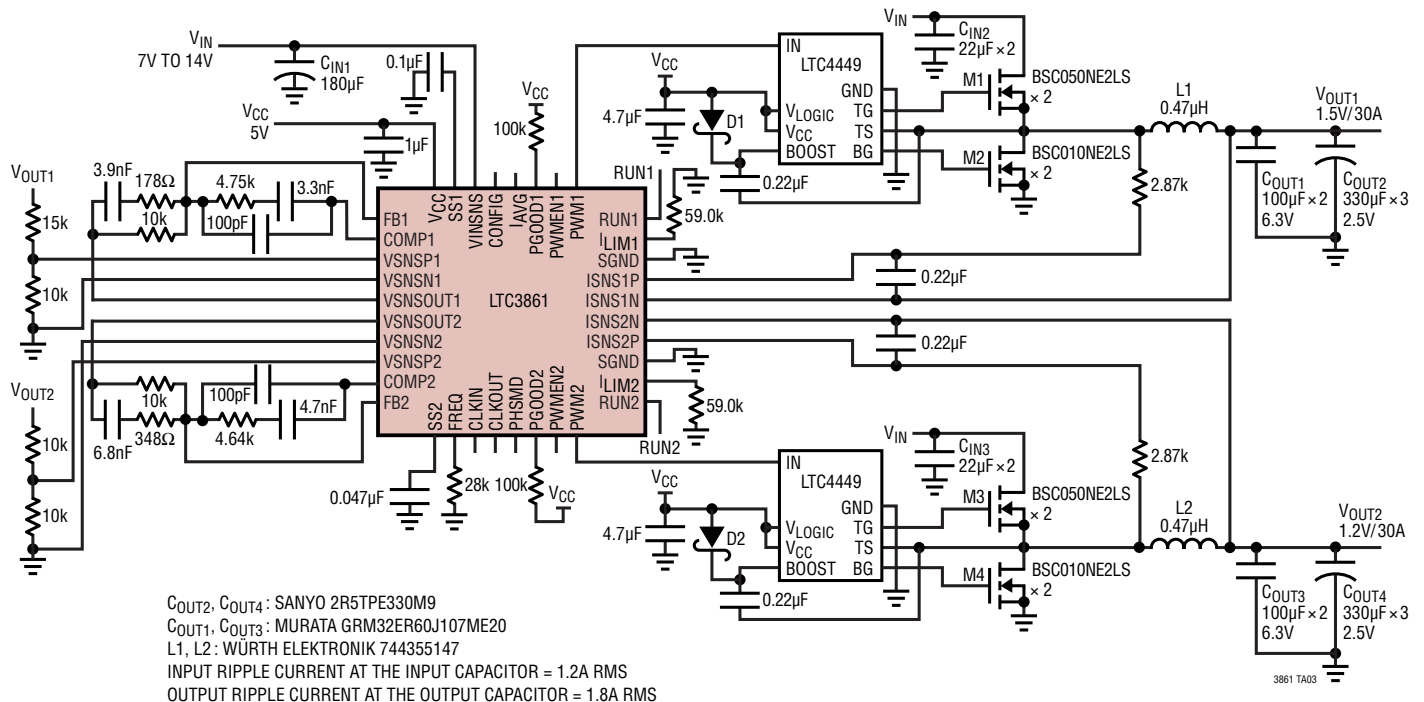 VIN
7V TO 14V
CIN1
180µF
0.1µF
VCC
5V
1µF
VCC
100k
VOUT1
15k
10k
3.9nF
178Ω
10k
4.75k
3.3nF
100pF
FB1
COMP1
VSNSP1
VSNSN1
VSNSOUT1
VSNSOUT2
VSNSN2
VSNSP2
COMP2
FB2
VCC
SS1
VINSNS
CONFIG
IAVG
PGOOD1
PWMEN1
PWM1
LTC3861
RUN1
ILIM1
SGND
ISNS1P
ISNS1N
ISNS2N
ISNS2P
SGND
ILIM2
RUN2
SS2
FREQ
CLKIN
CLKOUT
PHSMD
PGOOD2
PWMEN2
PWM2
RUN1
59.0k
0.22µF
0.22µF
59.0k
RUN2
VOUT2
10k
10k
10k
6.8nF
348Ω
100pF
4.7nF
4.64k
0.047µF
28k
100k
VCC
VCC
4.7µF
D1
0.22µF
IN
LTC4449
GND
VLOGIC
TG
VCC
TS
BOOST
BG
VIN
CIN2
22µF × 2
M1
BSC050NE2LS
× 2
M2
BSC010NE2LS
× 2
L1
0.47µH
2.87k
VOUT1
1.5V/30A
COUT1
100µF × 2
6.3V
COUT2
330µF × 3
2.5V
VCC
4.7µF
D2
0.22µF
IN
LTC4449
GND
VLOGIC
TG
VCC
TS
BOOST
BG
VIN
CIN3
22µF × 2
M3
BSC050NE2LS
× 2
M4
BSC010NE2LS
× 2
2.87k
L2
0.47µH
VOUT2
1.2V/30A
COUT3
100µF × 2
6.3V
COUT4
330µF × 3
2.5V
COUT2, COUT4: SANYO 2R5TPE330M9
COUT1, COUT3: MURATA GRM32ER60J107ME20
L1, L2: WÜRTH ELEKTRONIK 744355147
INPUT RIPPLE CURRENT AT THE INPUT CAPACITOR = 1.2A RMS
OUTPUT RIPPLE CURRENT AT THE OUTPUT CAPACITOR = 1.8A RMS
3861 TA03